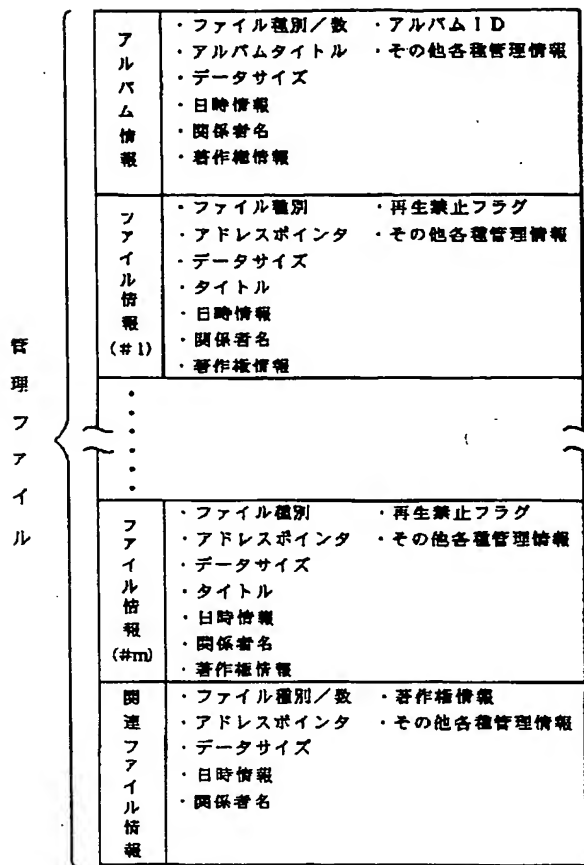 管理ファイル
アルバム情報
・ファイル種別／数 ・アルバムＩＤ
・アルバムタイトル ・その他各種管理情報
・データサイズ
・日時情報
・関係者名
・著作権情報
ファイル情報
(＃1)
・ファイル種別 ・再生禁止フラグ
・アドレスポインタ ・その他各種管理情報
・データサイズ
・タイトル
・日時情報
・関係者名
・著作権情報
ファイル情報
(#m)
・ファイル種別 ・再生禁止フラグ
・アドレスポインタ ・その他各種管理情報
・データサイズ
・タイトル
・日時情報
・関係者名
・著作権情報
関連ファイル情報
・ファイル種別／数 ・著作権情報
・アドレスポインタ ・その他各種管理情報
・データサイズ
・日時情報
・関係者名